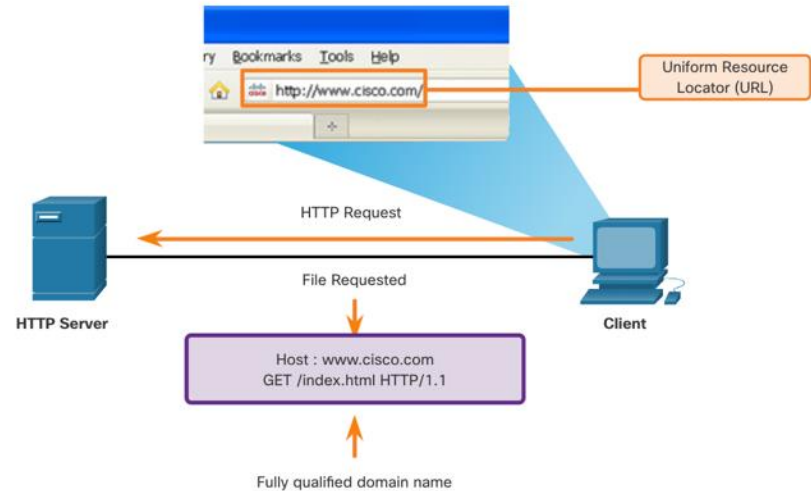 ry Bookmarks Tools Help
http://www.cisco.com/
Uniform Resource
Locator (URL)
HTTP Request
File Requested
HTTP Server
Client
Host : www.cisco.com
GET /index.html HTTP/1.1
Fully qualified domain name